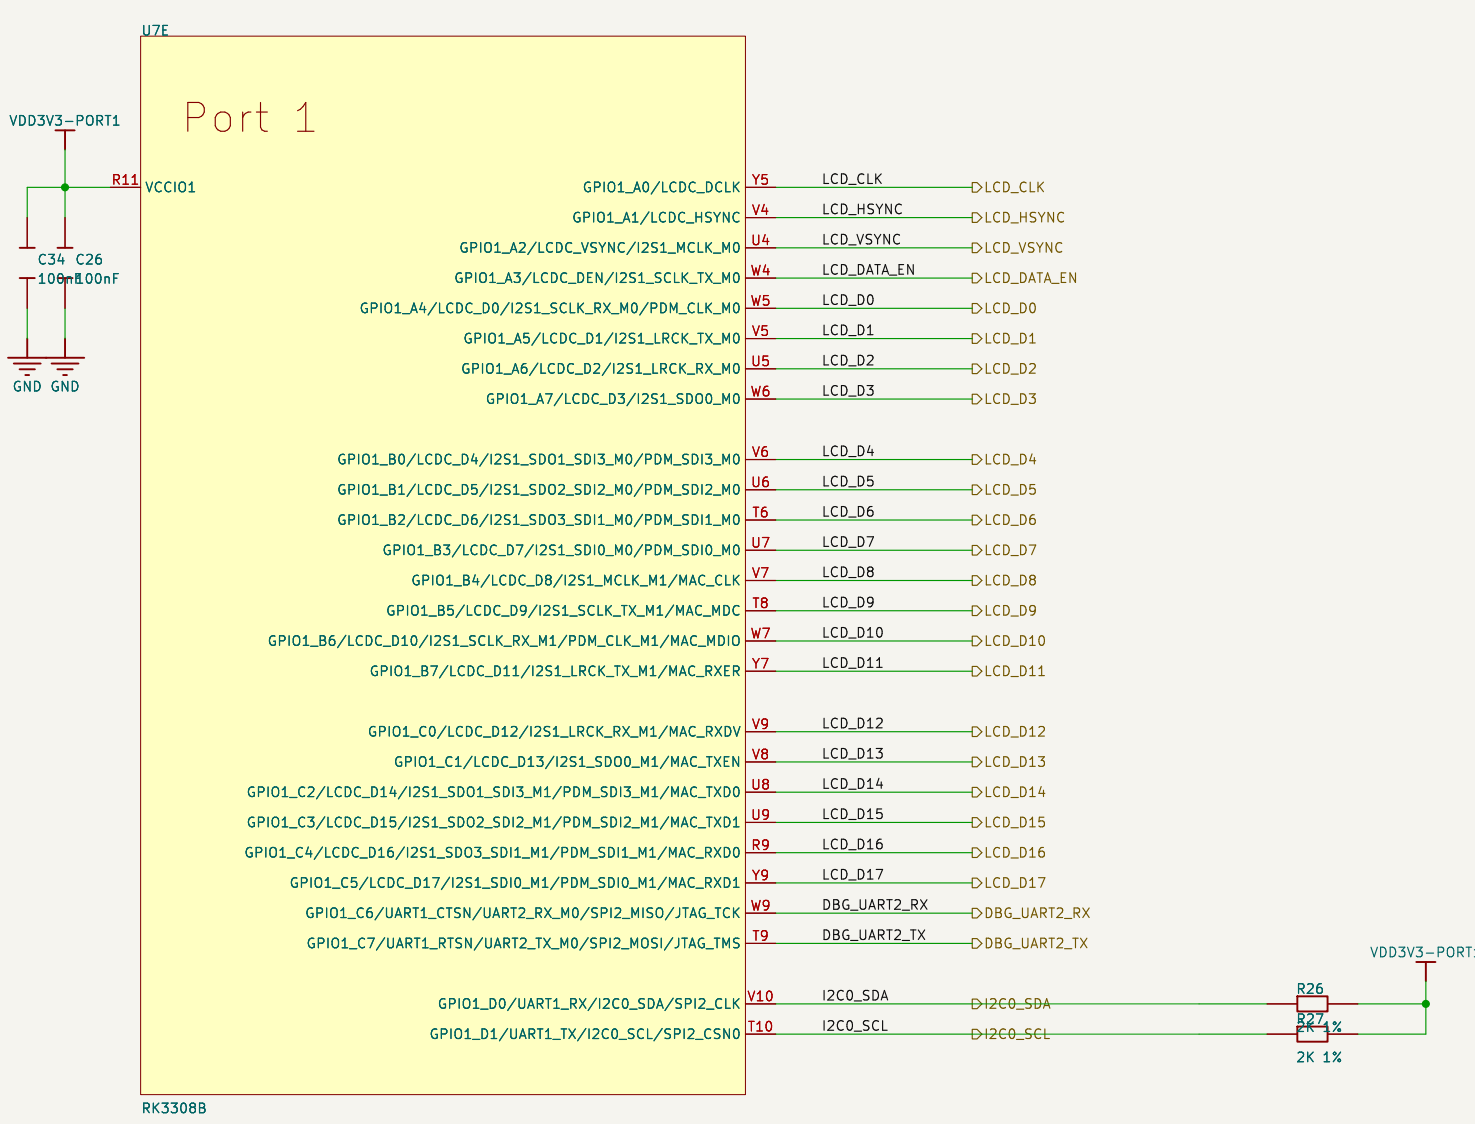 U7E
Port 1
VDD3V3-PORT1
R11 VCCIO1
C34 C26
100nF 100nF
GND GND
GPIO1_A0/LCDC_DCLK Y5 LCD_CLK LCD_CLK
GPIO1_A1/LCDC_HSYNC V4 LCD_HSYNC LCD_HSYNC
GPIO1_A2/LCDC_VSYNC/I2S1_MCLK_M0 U4 LCD_VSYNC LCD_VSYNC
GPIO1_A3/LCDC_DEN/I2S1_SCLK_TX_M0 W4 LCD_DATA_EN LCD_DATA_EN
GPIO1_A4/LCDC_D0/I2S1_SCLK_RX_M0/PDM_CLK_M0 W5 LCD_D0 LCD_D0
GPIO1_A5/LCDC_D1/I2S1_LRCK_TX_M0 V5 LCD_D1 LCD_D1
GPIO1_A6/LCDC_D2/I2S1_LRCK_RX_M0 U5 LCD_D2 LCD_D2
GPIO1_A7/LCDC_D3/I2S1_SDO0_M0 W6 LCD_D3 LCD_D3
GPIO1_B0/LCDC_D4/I2S1_SDO1_SDI3_M0/PDM_SDI3_M0 V6 LCD_D4 LCD_D4
GPIO1_B1/LCDC_D5/I2S1_SDO2_SDI2_M0/PDM_SDI2_M0 U6 LCD_D5 LCD_D5
GPIO1_B2/LCDC_D6/I2S1_SDO3_SDI1_M0/PDM_SDI1_M0 T6 LCD_D6 LCD_D6
GPIO1_B3/LCDC_D7/I2S1_SDI0_M0/PDM_SDI0_M0 U7 LCD_D7 LCD_D7
GPIO1_B4/LCDC_D8/I2S1_MCLK_M1/MAC_CLK V7 LCD_D8 LCD_D8
GPIO1_B5/LCDC_D9/I2S1_SCLK_TX_M1/MAC_MDC T8 LCD_D9 LCD_D9
GPIO1_B6/LCDC_D10/I2S1_SCLK_RX_M1/PDM_CLK_M1/MAC_MDIO W7 LCD_D10 LCD_D10
GPIO1_B7/LCDC_D11/I2S1_LRCK_TX_M1/MAC_RXER Y7 LCD_D11 LCD_D11
GPIO1_C0/LCDC_D12/I2S1_LRCK_RX_M1/MAC_RXDV V9 LCD_D12 LCD_D12
GPIO1_C1/LCDC_D13/I2S1_SDO0_M1/MAC_TXEN V8 LCD_D13 LCD_D13
GPIO1_C2/LCDC_D14/I2S1_SDO1_SDI3_M1/PDM_SDI3_M1/MAC_TXD0 U8 LCD_D14 LCD_D14
GPIO1_C3/LCDC_D15/I2S1_SDO2_SDI2_M1/PDM_SDI2_M1/MAC_TXD1 U9 LCD_D15 LCD_D15
GPIO1_C4/LCDC_D16/I2S1_SDO3_SDI1_M1/PDM_SDI1_M1/MAC_RXD0 R9 LCD_D16 LCD_D16
GPIO1_C5/LCDC_D17/I2S1_SDI0_M1/PDM_SDI0_M1/MAC_RXD1 Y9 LCD_D17 LCD_D17
GPIO1_C6/UART1_CTSN/UART2_RX_M0/SPI2_MISO/JTAG_TCK W9 DBG_UART2_RX DBG_UART2_RX
GPIO1_C7/UART1_RTSN/UART2_TX_M0/SPI2_MOSI/JTAG_TMS T9 DBG_UART2_TX DBG_UART2_TX
VDD3V3-PORT1
GPIO1_D0/UART1_RX/I2C0_SDA/SPI2_CLK V10 I2C0_SDA I2C0_SDA R26 2K 1%
GPIO1_D1/UART1_TX/I2C0_SCL/SPI2_CSN0 T10 I2C0_SCL I2C0_SCL R27 2K 1%
RK3308B